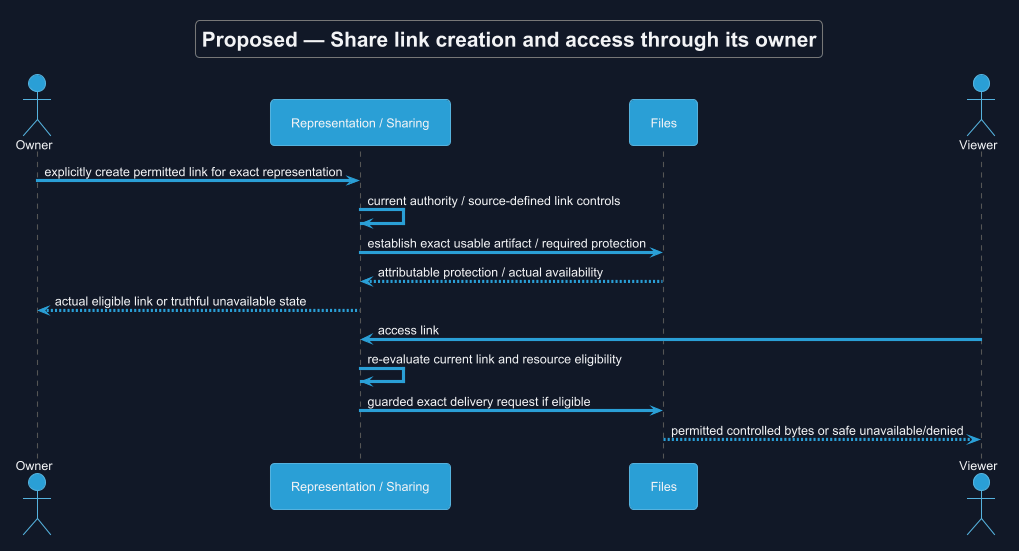 Proposed — Share link creation and access through its owner
Owner
Representation / Sharing
Files
Viewer
explicitly create permitted link for exact representation
current authority / source-defined link controls
establish exact usable artifact / required protection
attributable protection / actual availability
actual eligible link or truthful unavailable state
access link
re-evaluate current link and resource eligibility
guarded exact delivery request if eligible
permitted controlled bytes or safe unavailable/denied
Owner
Representation / Sharing
Files
Viewer